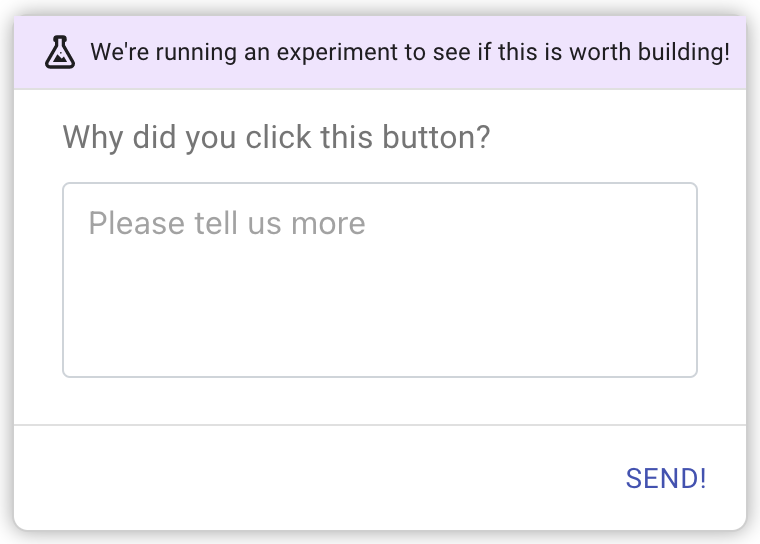 We're running an experiment to see if this is worth building!
Why did you click this button?
Please tell us more
SEND!